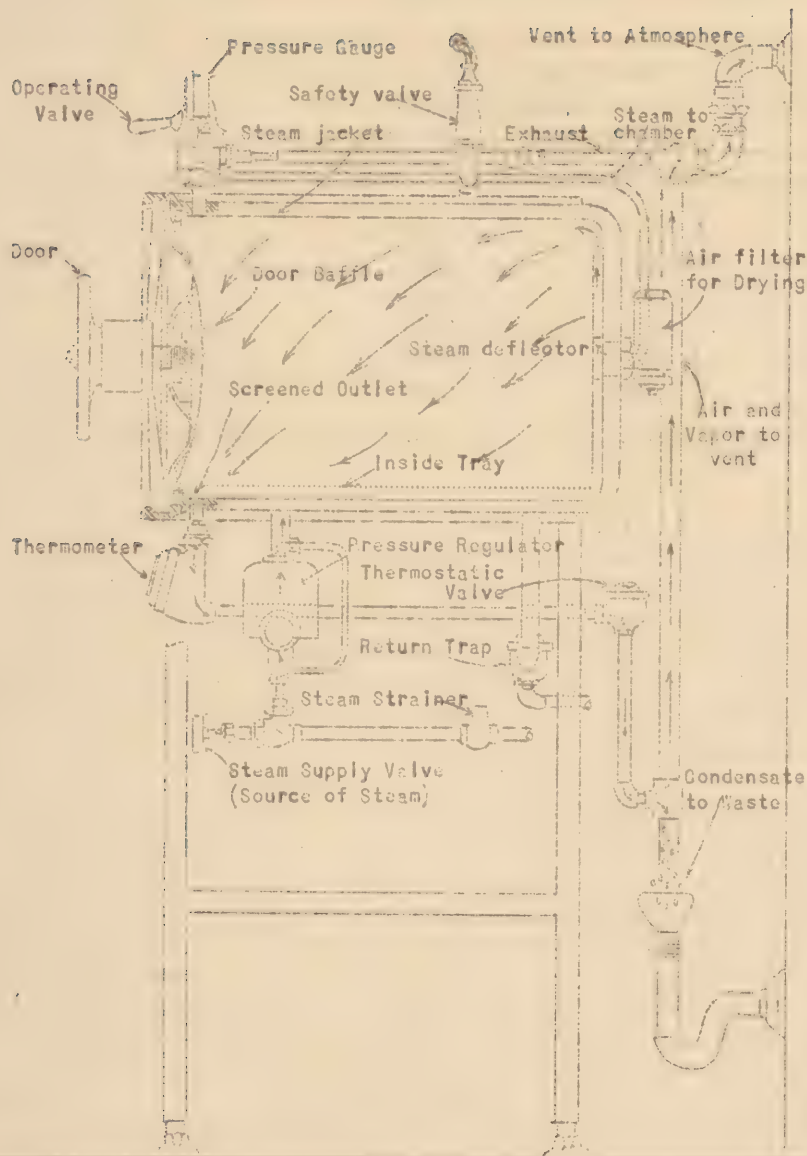 Pressure Gauge
Vent to Atmosphere
Operating
Valve
Safety valve
Steam jacket
Exhaust
Steam to
chamber
Door
Door Baffle
Air filter
for Drying
Steam deflector
Screened Outlet
Air and
Vapor to
vent
Inside Tray
Thermometer
Pressure Regulator
Thermostatic
Valve
Return Trap
Steam Strainer
Steam Supply Valve
(Source of Steam)
Condensate
to Waste